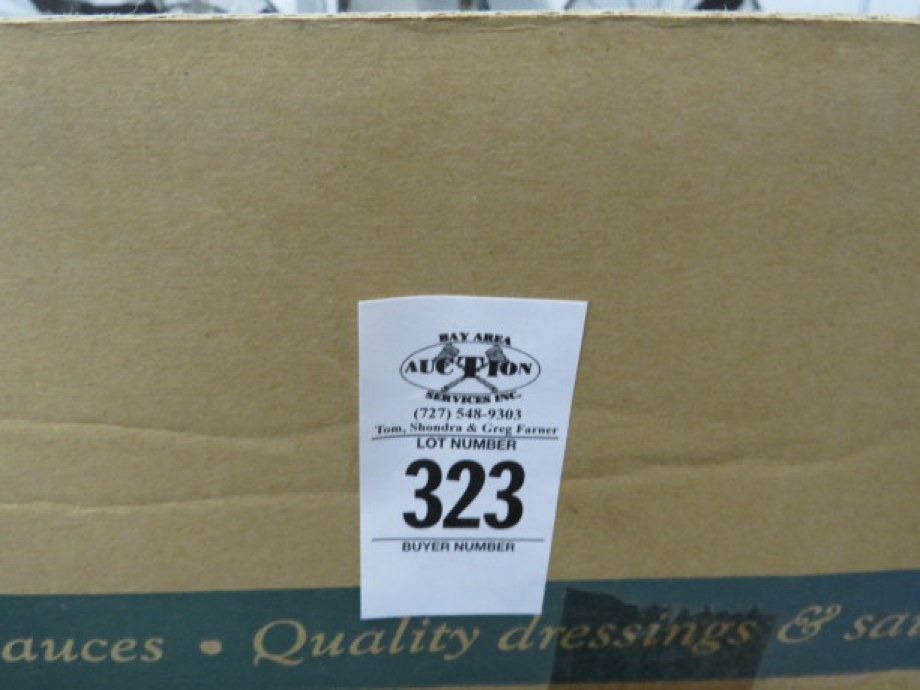 BAY AREA
AUCTION
SERVICES INC.
(727) 548-9303
Tom, Shondra & Greg Farner
LOT NUMBER
323
BUYER NUMBER
auces • Quality dressings & sau